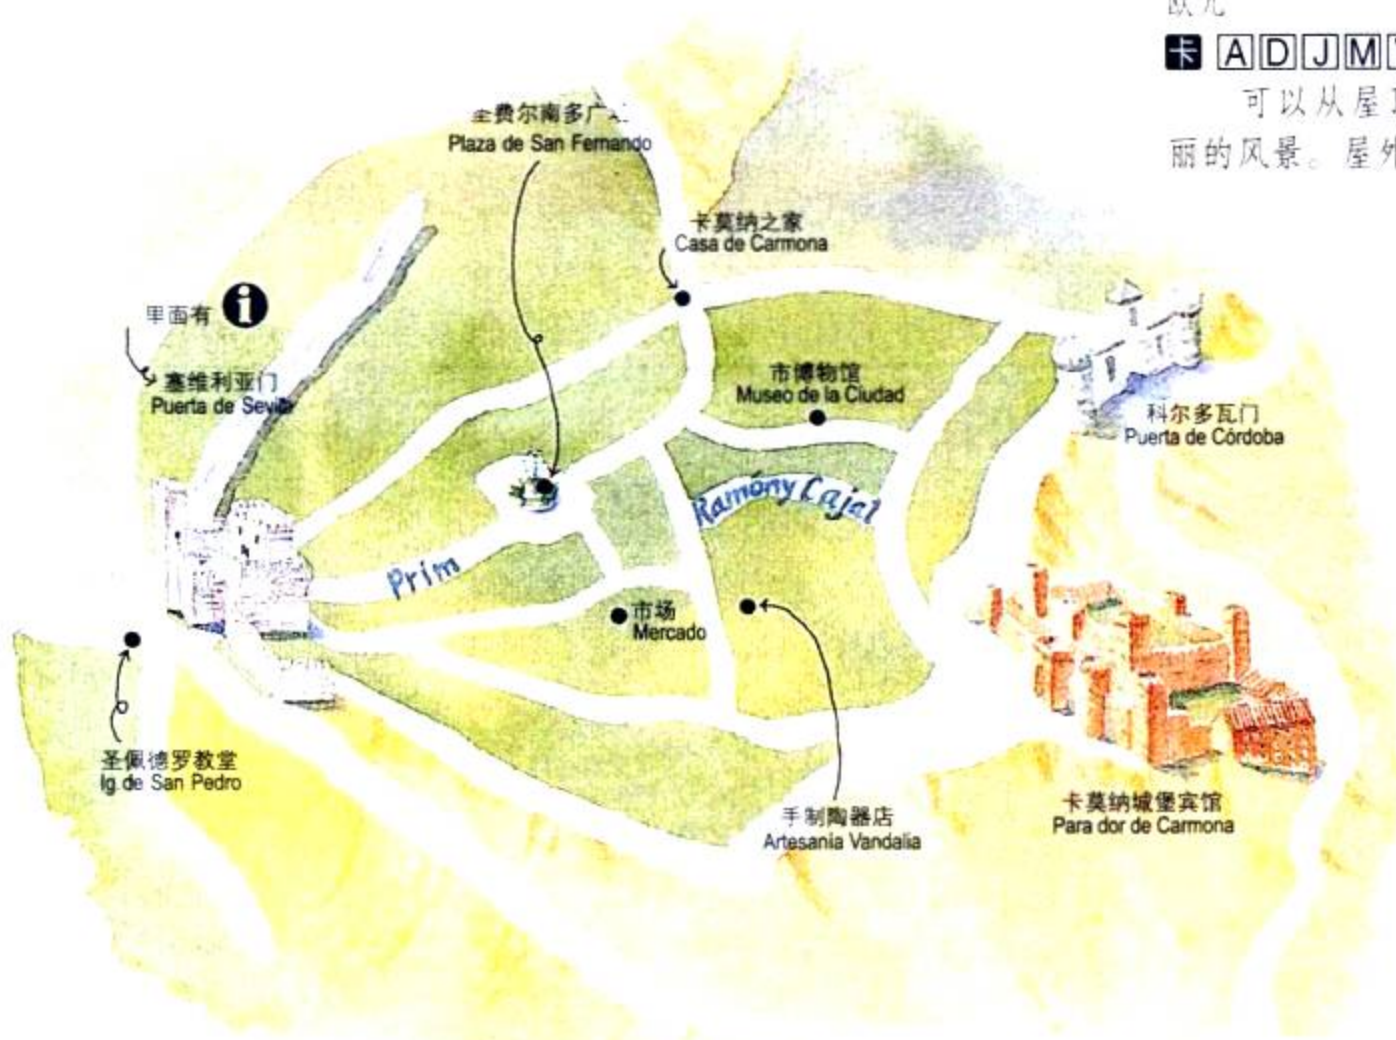 欧元
卡 A D J M
可以从屋
丽的风景。屋外
圣费尔南多广
Plaza de San Fernando
卡莫纳之家
Casa de Carmona
里面有 i
塞维利亚门
Puerta de Sevilla
市博物馆
Museo de la Ciudad
科尔多瓦门
Puerta de Córdoba
Ramóny Cajal
Prim
市场
Mercado
圣佩德罗教堂
Ig de San Pedro
手制陶器店
Artesanía Vandalia
卡莫纳城堡宾馆
Para dor de Carmona